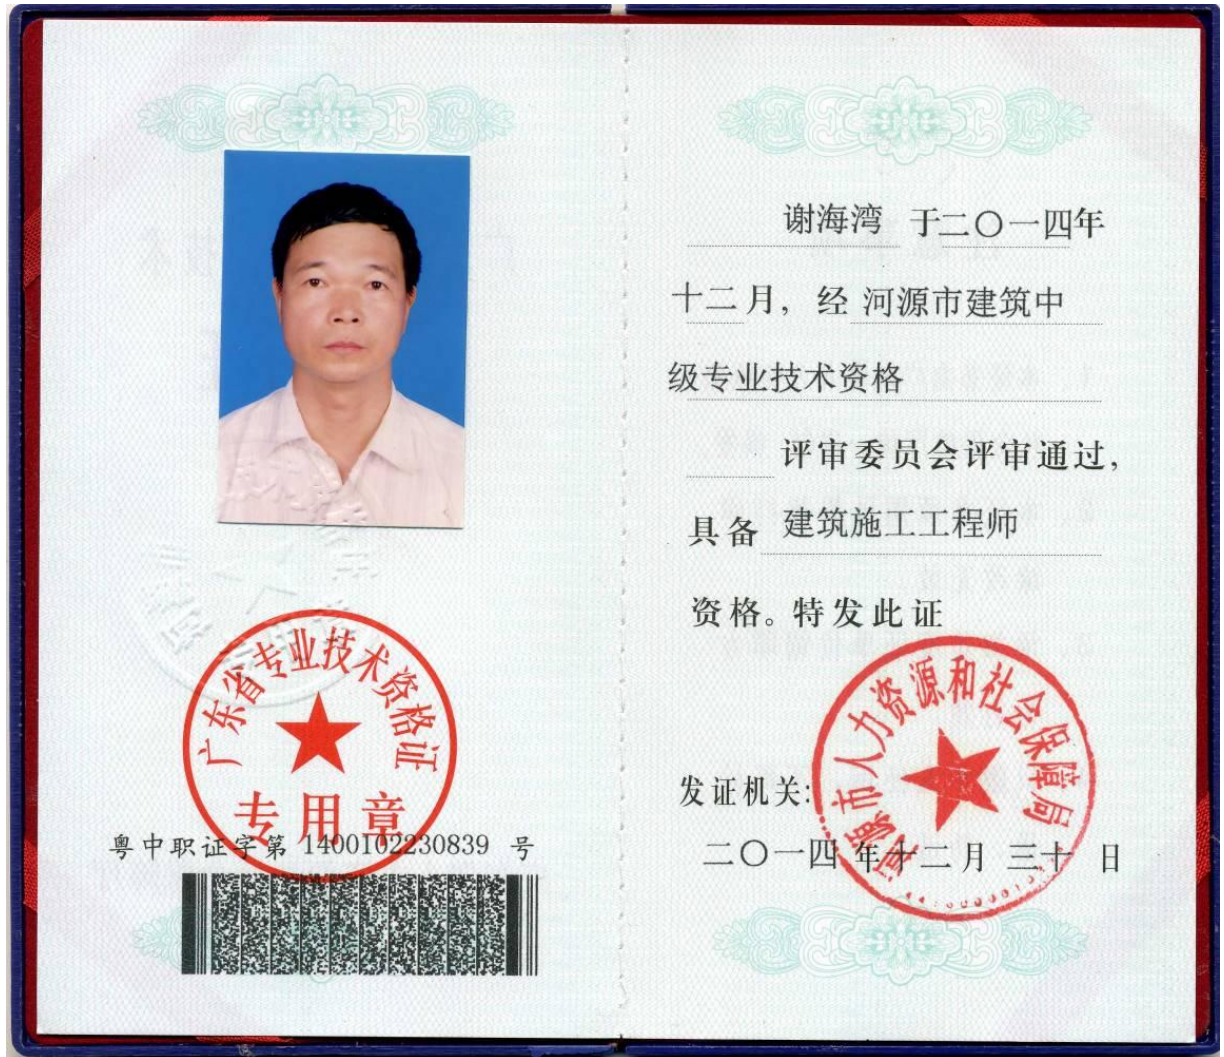 广东省专业技术资格证
专用章
粤中职证字第 1400102230839 号
谢海湾 于二〇一四年
十二月, 经 河源市建筑中
级专业技术资格
评审委员会评审通过,
具备 建筑施工工程师
资格。特发此证
河源市人力资源和社会保障局
发证机关:
二〇一四 年十二月 三十 日